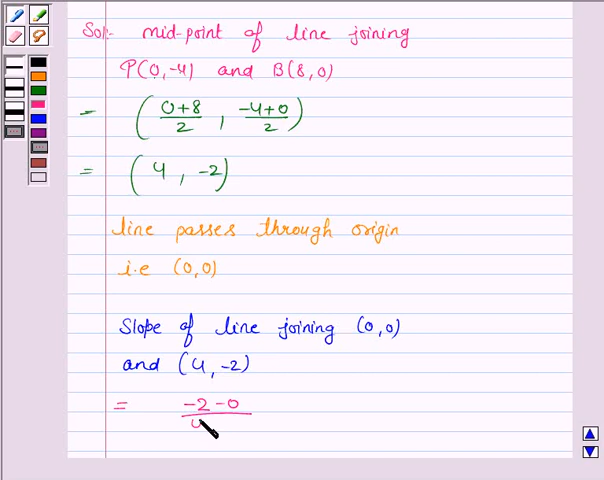 Sol:- mid-point of line joining
P(0,-4) and B(8,0)
= (0+8/2 , -4+0/2)
= (4 , -2)
line passes through origin
i.e (0,0)
Slope of line joining (0,0)
and (4,-2)
= -2-0/4